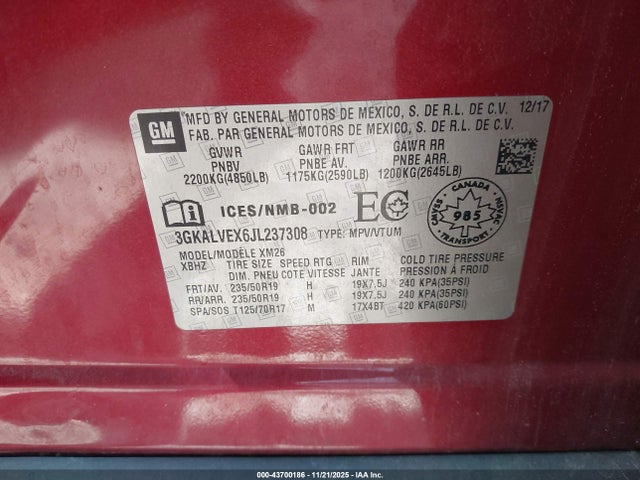 GM
MFD BY GENERAL MOTORS DE MEXICO, S. DE R.L. DE C.V. 12/17
FAB. PAR GENERAL MOTORS DE MEXICO, S. DE R.L. DE C.V.
GVWR GAWR FRT GAWR RR
PNBV PNBE AV. PNBE ARR.
2200KG(4850LB) 1175KG(2590LB) 1200KG(2645LB)
ICES/NMB-002 EC
CANADA
985
SVMAC NSVAC
TRANSPORT
3GKALVEX6JL237308 TYPE: MPV/VTUM
MODEL/MODÈLE XM26
XBHZ TIRE SIZE SPEED RTG RIM COLD TIRE PRESSURE
DIM. PNEU COTE VITESSE JANTE PRESSION À FROID
FRT/AV. 235/50R19 H 19X7.5J 240 KPA(35PSI)
RR/ARR. 235/50R19 H 19X7.5J 240 KPA(35PSI)
SPA/SOS T125/70R17 M 17X4BT 420 KPA(60PSI)
000-43700186 - 11/21/2025 - IAA Inc.